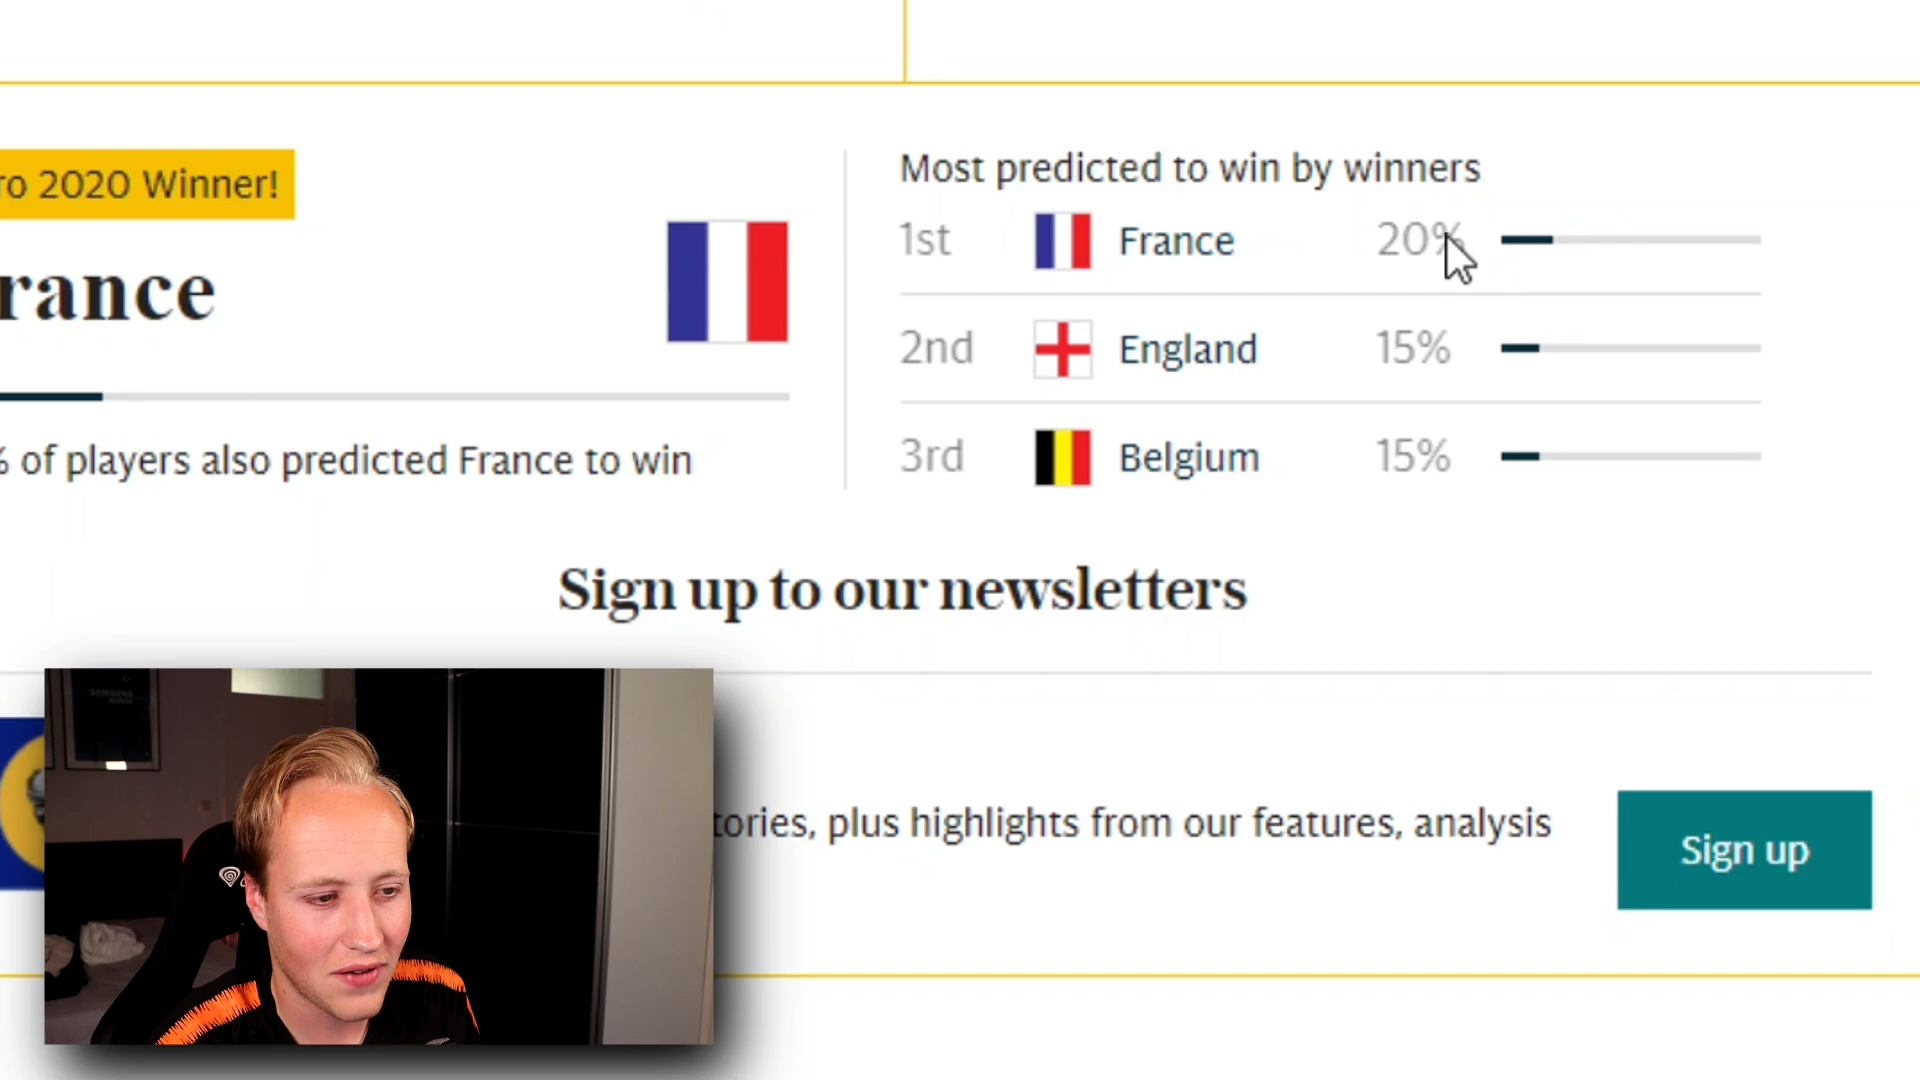 ro 2020 Winner!
rance
% of players also predicted France to win
Most predicted to win by winners
1st France 20%
2nd England 15%
3rd Belgium 15%
Sign up to our newsletters
tories, plus highlights from our features, analysis
Sign up
SAMSUNG